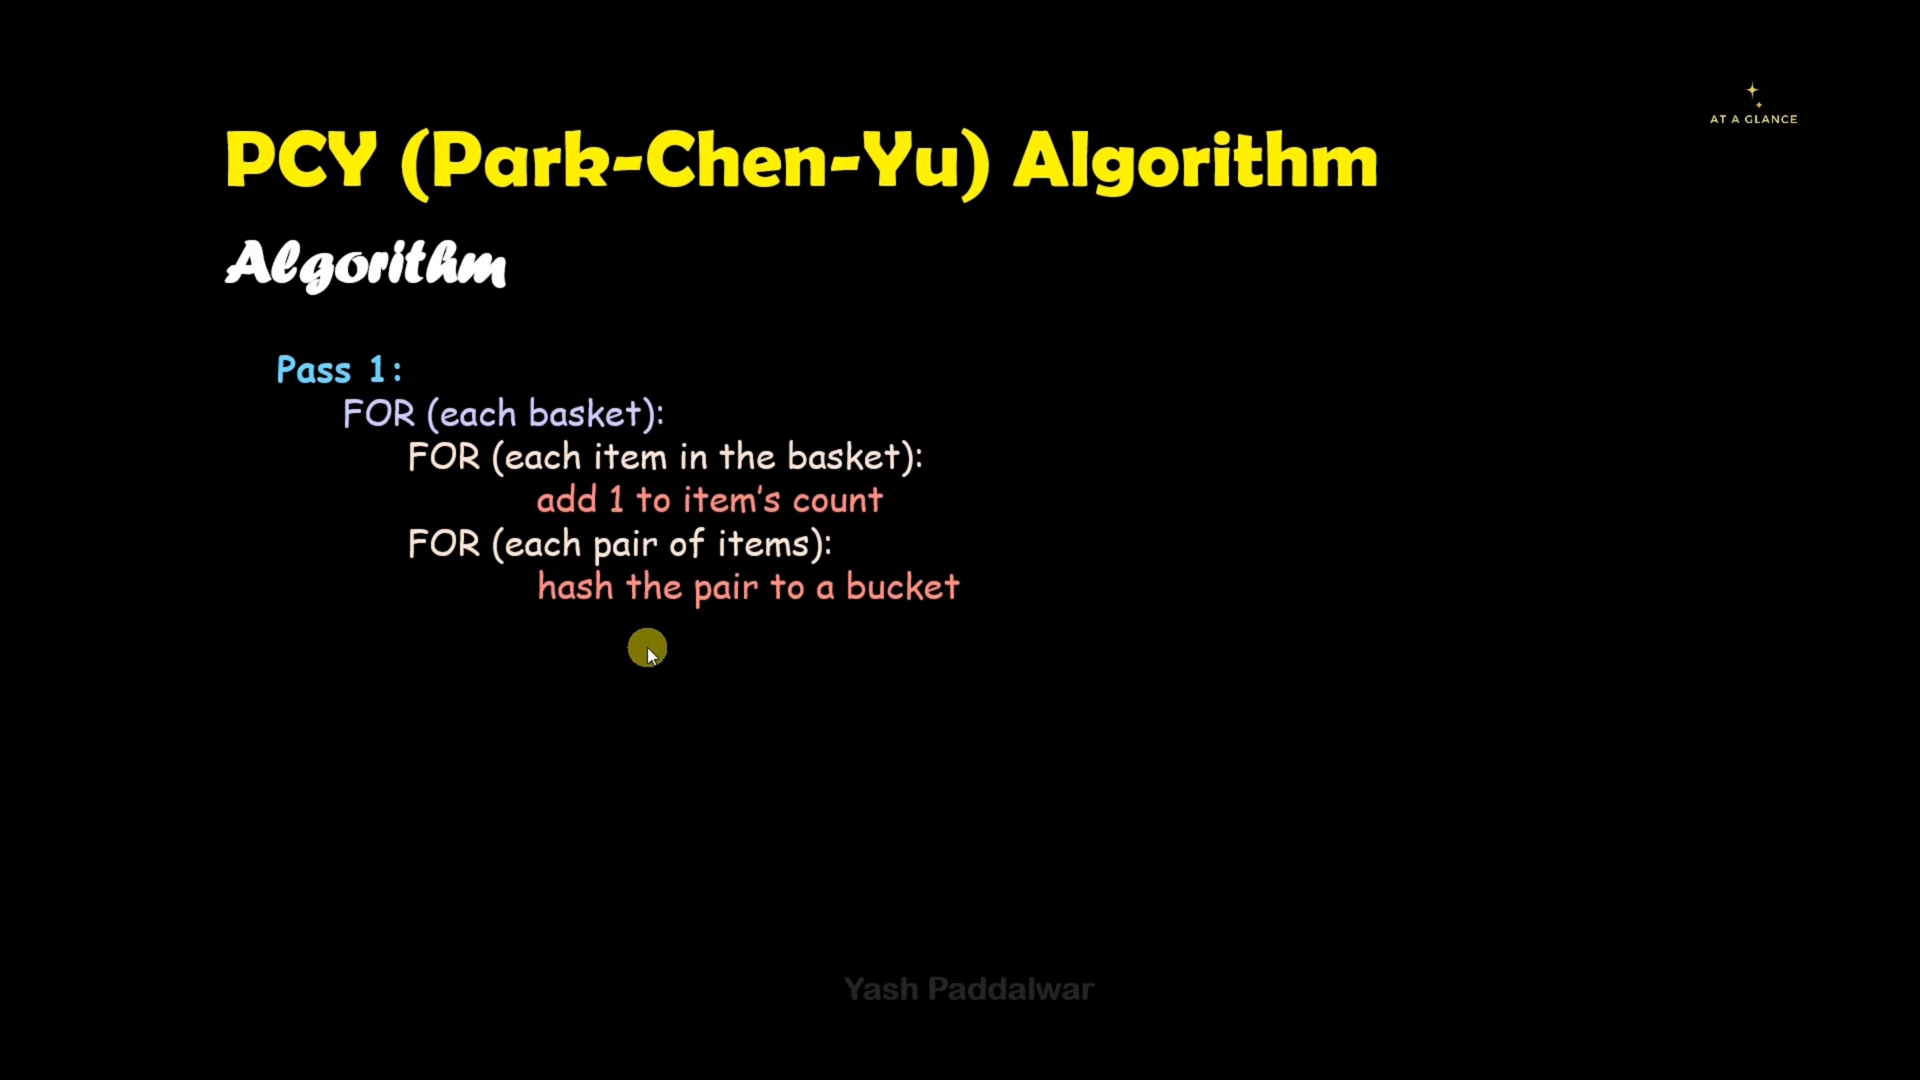 AT A GLANCE
PCY (Park-Chen-Yu) Algorithm
Algorithm
Pass 1:
FOR (each basket):
FOR (each item in the basket):
add 1 to item's count
FOR (each pair of items):
hash the pair to a bucket
Yash Paddalwar